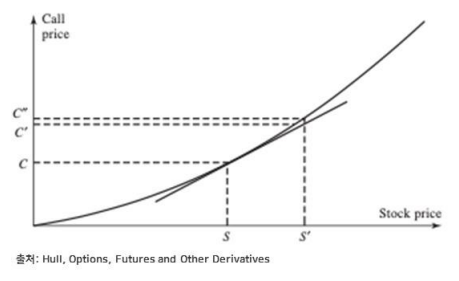 Call
price
C″
C′
C
Stock price
S
S′
출처: Hull, Options, Futures and Other Derivatives